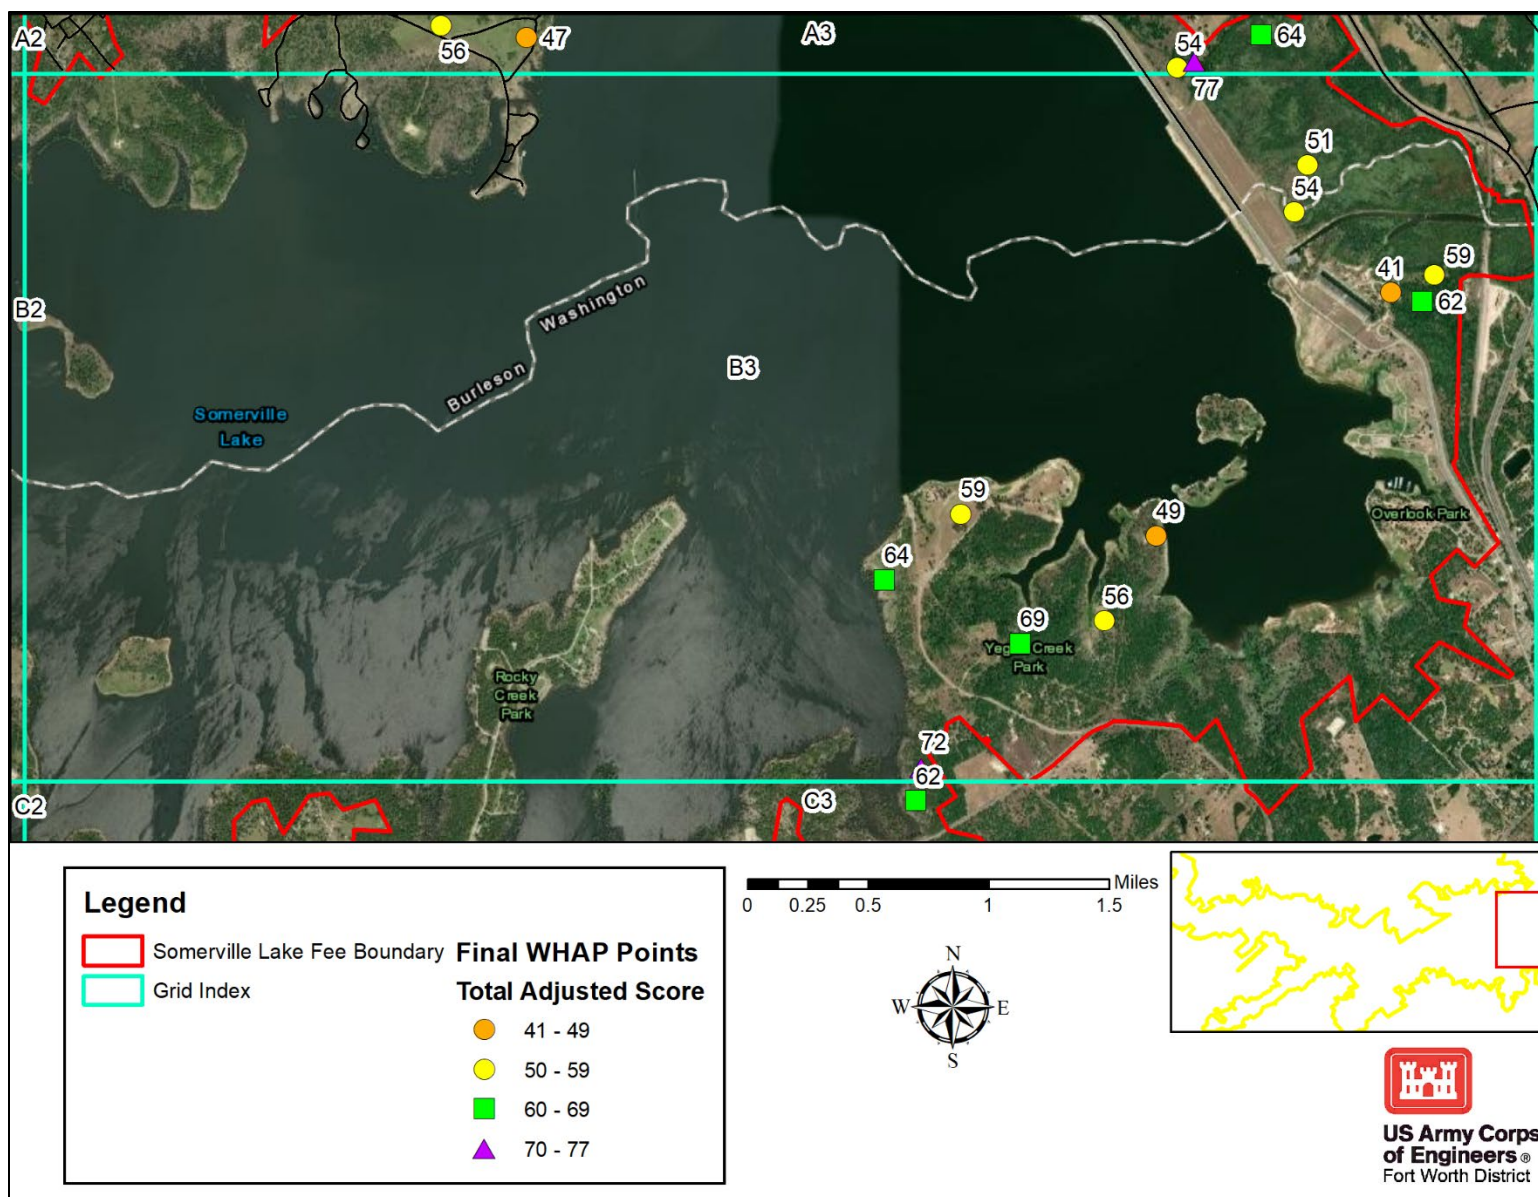 A2
56
47
A3
54
64
77
51
54
59
41
62
B2
Washington
Burleson
B3
Somerville
Lake
59
49
Overlook Park
64
56
69
Creek
Park
Rocky
Creek
Park
72
62
C2
C3
Legend
Somerville Lake Fee Boundary
Grid Index
Final WHAP Points
Total Adjusted Score
41 - 49
50 - 59
60 - 69
70 - 77
Miles
0 0.25 0.5 1 1.5
N
W E
S
US Army Corps
of Engineers ®
Fort Worth District